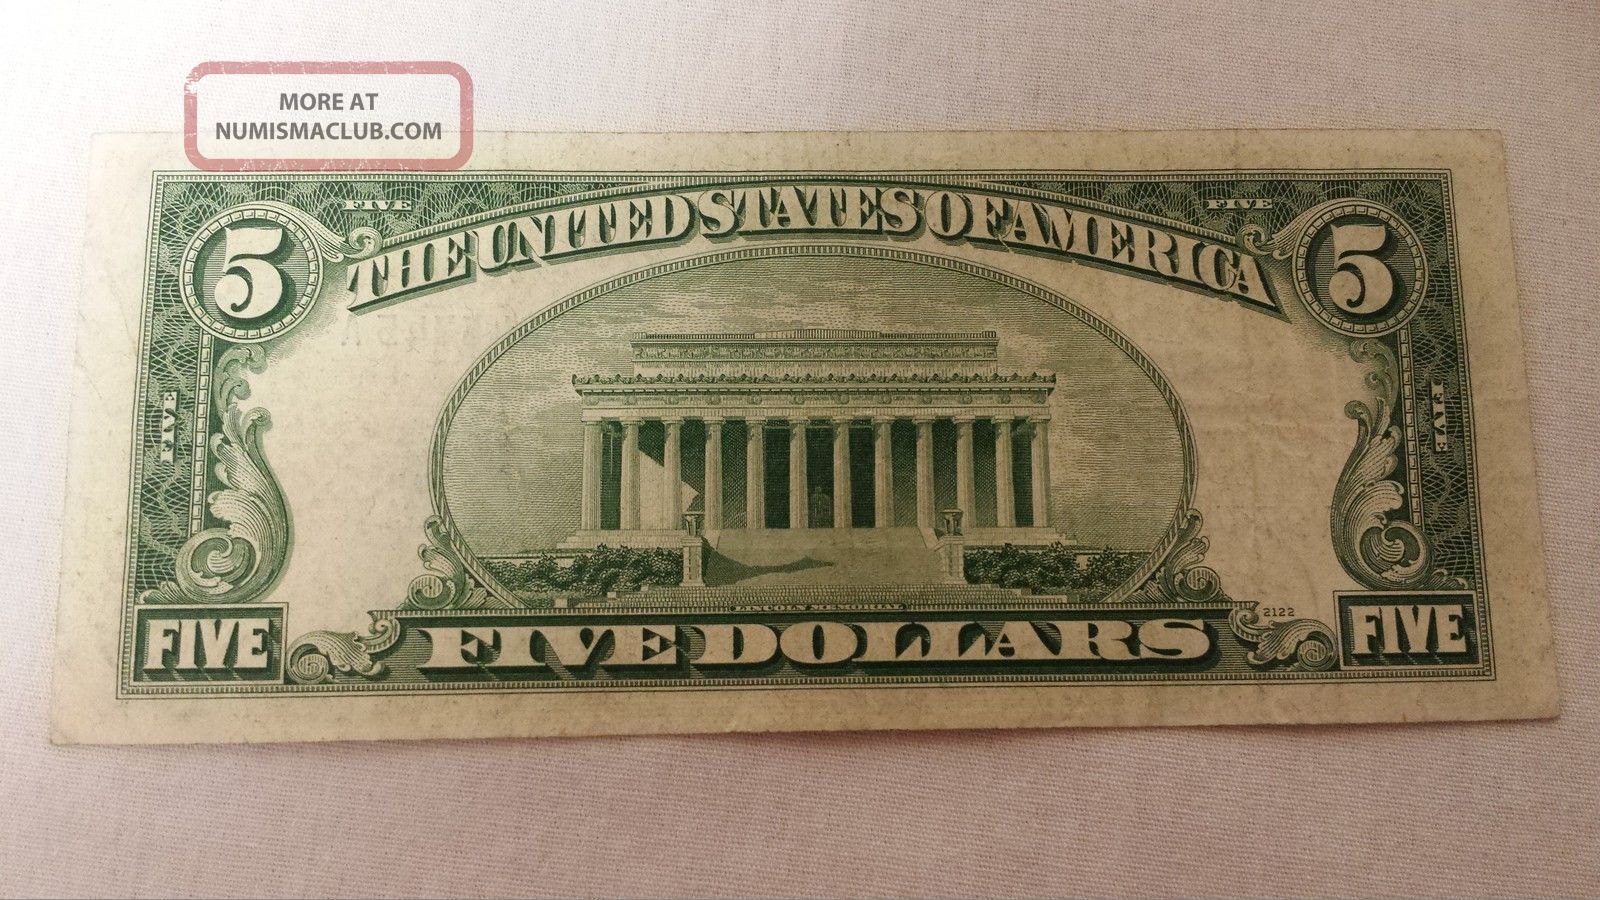 MORE AT
NUMISMACLUB.COM
FIVE FIVE
5 THE UNITED STATES OF AMERICA 5
FIVE FIVE
LINCOLN MEMORIAL
2122
FIVE FIVE DOLLARS FIVE